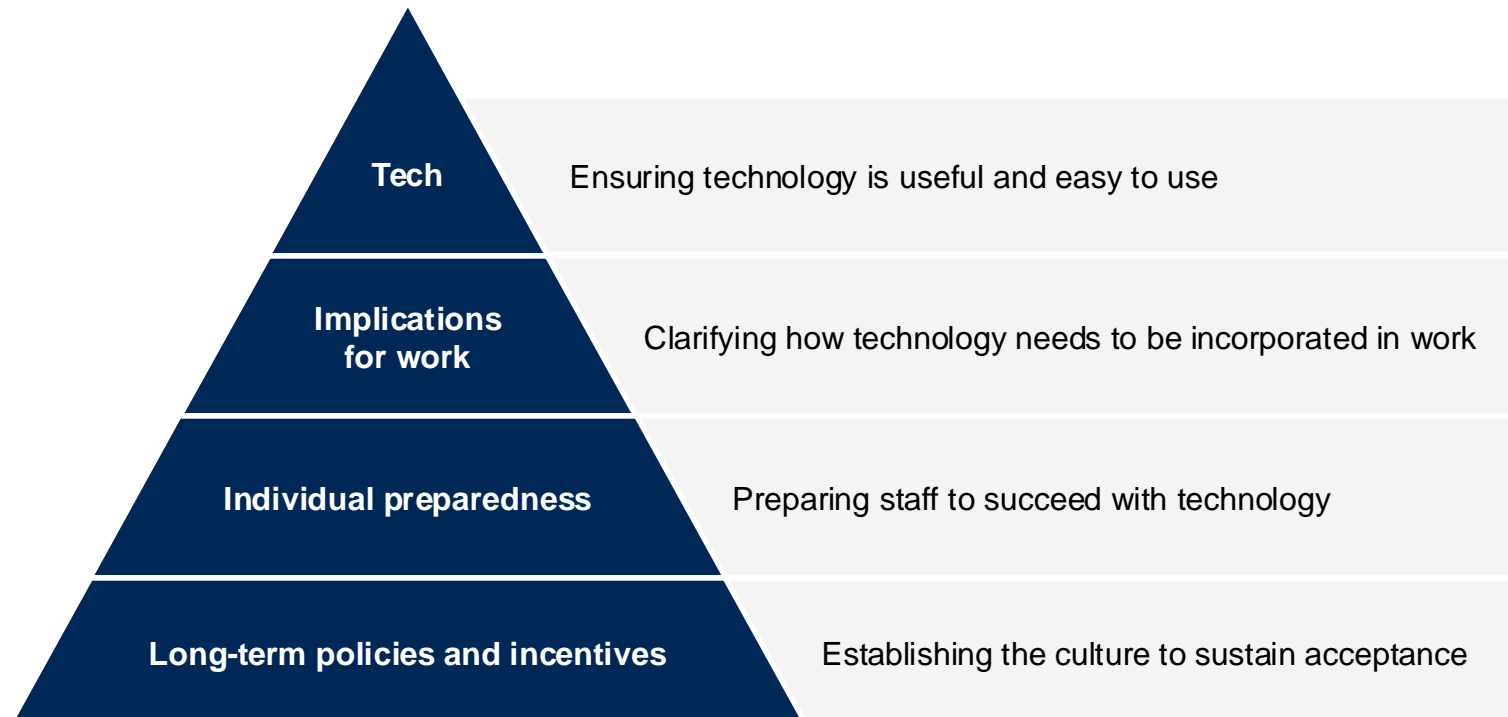 Tech
Ensuring technology is useful and easy to use
Implications
for work
Clarifying how technology needs to be incorporated in work
Individual preparedness
Preparing staff to succeed with technology
Long-term policies and incentives
Establishing the culture to sustain acceptance